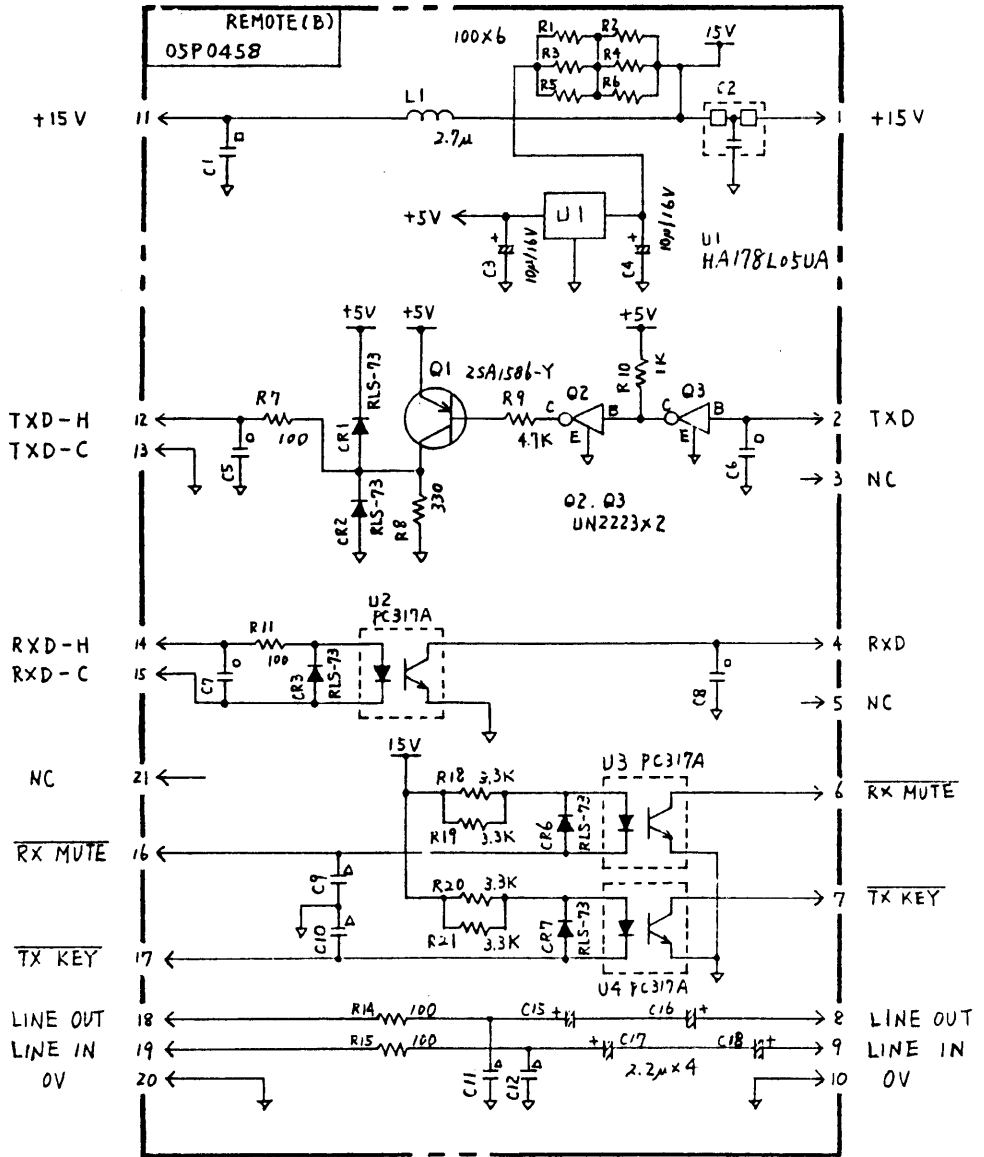 REMOTE(B)
05P0458
100X6
R1
R2
R3
R4
R5
R6
15V
C2
+15V
11
L1
2.7μ
1
+15V
C1
+5V
U1
10μ/16V
C3
+
10μ/16V
C4
+
U1
HA178L05UA
+5V
+5V
+5V
RLS-73
Q1
2SA1586-Y
R10
1K
Q2
Q3
TXD-H
12
R7
100
CR1
R9
4.7K
C
B
E
C
B
E
2
TXD
TXD-C
13
C5
C6
3
NC
CR2
RLS-73
R8
330
Q2. Q3
UN2223X2
U2
PC317A
RXD-H
14
R11
100
4
RXD
RXD-C
15
C7
CR3
RLS-73
C8
5
NC
15V
NC
21
R18
3.3K
U3 PC317A
6
RX MUTE
R19
3.3K
CR6
RLS-73
RX MUTE
16
C9
R20
3.3K
7
TX KEY
C10
R21
3.3K
CR7
RLS-73
TX KEY
17
U4 PC317A
LINE OUT
18
R14
100
C15
+
C16
+
8
LINE OUT
LINE IN
19
R15
100
+
C17
C18
+
9
LINE IN
2.2μX4
0V
20
C11
C12
10
0V